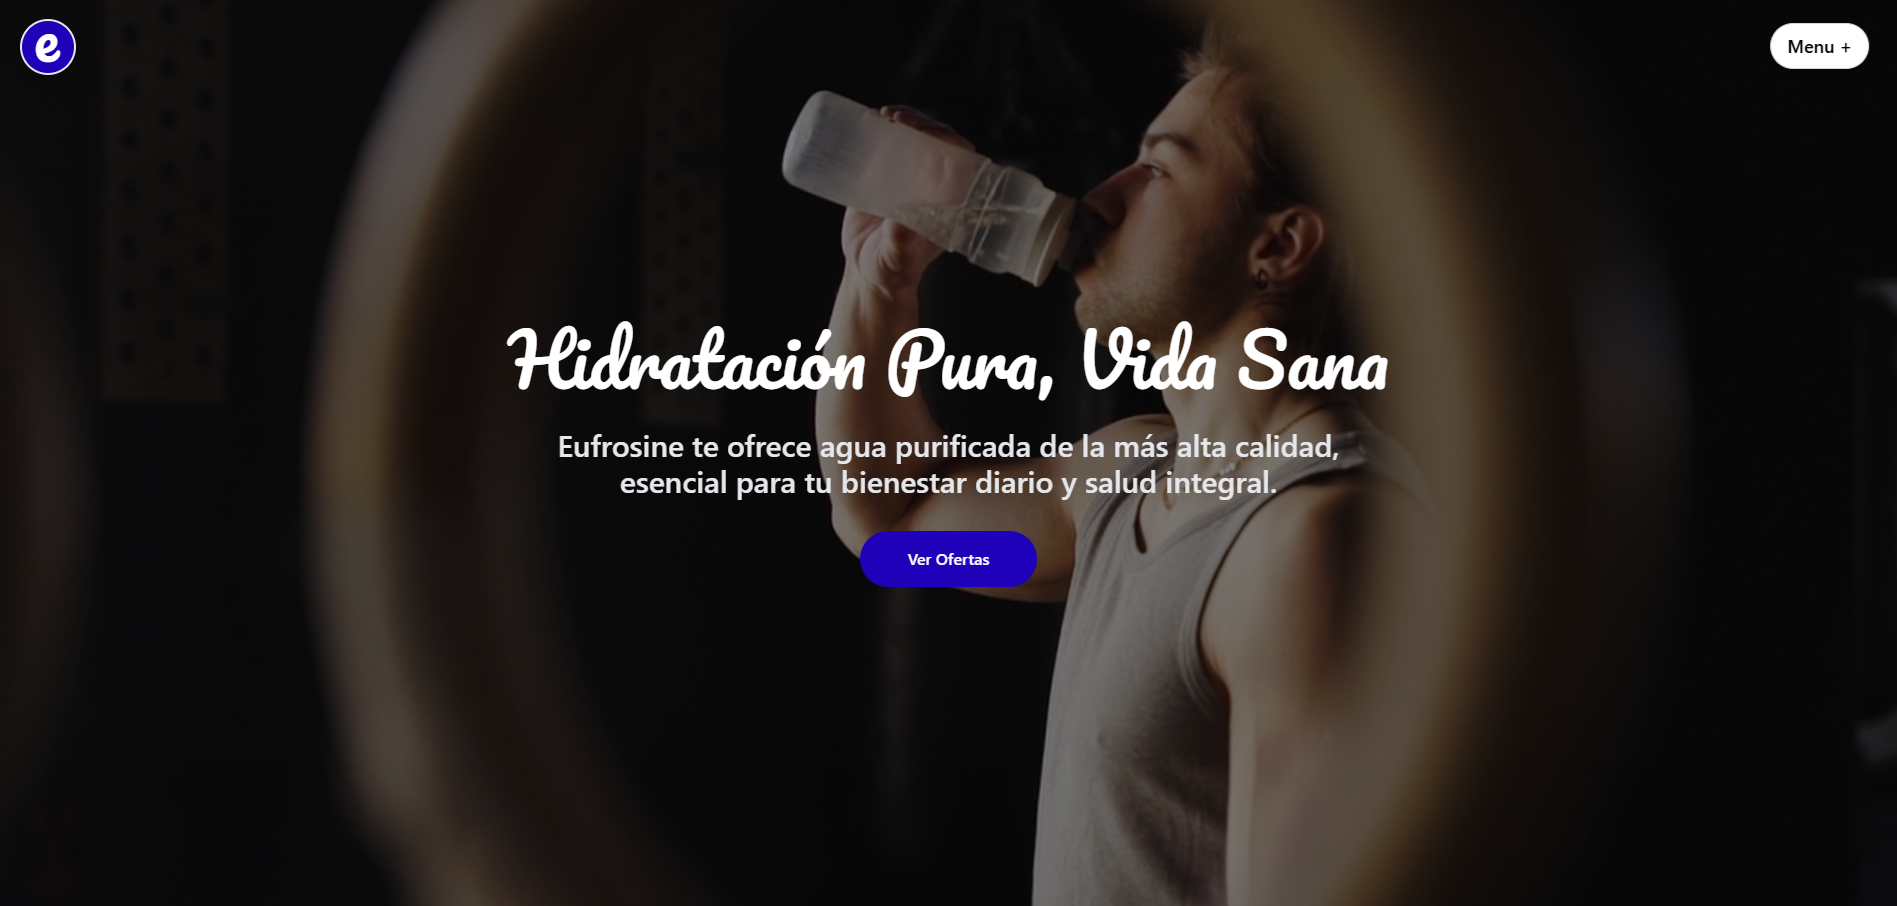 e
Menu +
Hidratación Pura, Vida Sana
Eufrosine te ofrece agua purificada de la más alta calidad,
esencial para tu bienestar diario y salud integral.
Ver Ofertas